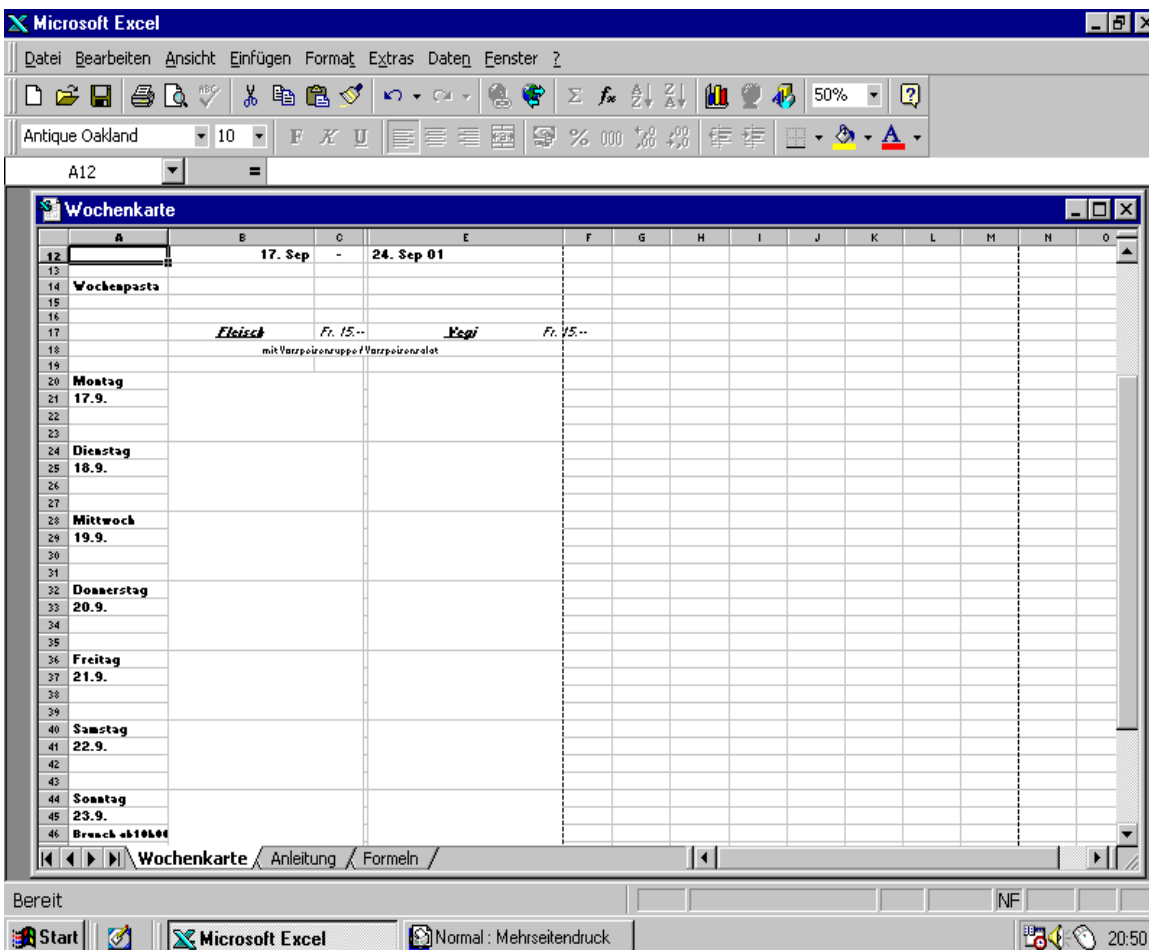 Microsoft Excel
Datei Bearbeiten Ansicht Einfügen Format Extras Daten Fenster ?
ABC 50%
Antique Oakland 10 F K U % 000
A12 =
Wochenkarte
A B C E F G H I J K L M N O
12 17. Sep - 24. Sep 01
13
14 Wochenpasta
15
16
17 Fleisch Fr. 15.-- Vegi Fr. 15.--
18 mit Vorspeisensuppe / Vorspeisensalat
19
20 Montag
21 17.9.
22
23
24 Dienstag
25 18.9.
26
27
28 Mittwoch
29 19.9.
30
31
32 Donnerstag
33 20.9.
34
35
36 Freitag
37 21.9.
38
39
40 Samstag
41 22.9.
42
43
44 Sonntag
45 23.9.
46 Brunch ab10h00
Wochenkarte Anleitung Formeln
Bereit NF
Start Microsoft Excel Normal : Mehrseitendruck 20:50